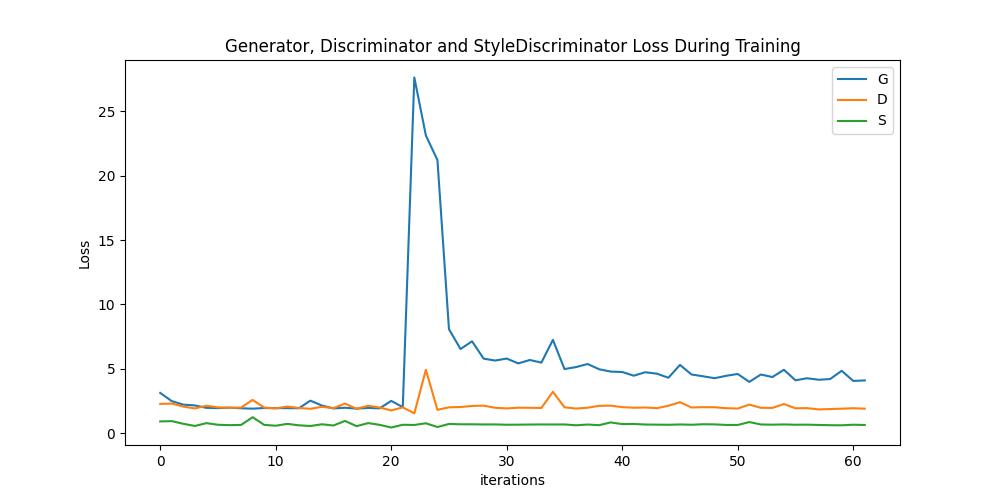 Generator, Discriminator and StyleDiscriminator Loss During Training
G
D
S
25
20
15
10
5
0
Loss
0 10 20 30 40 50 60
iterations